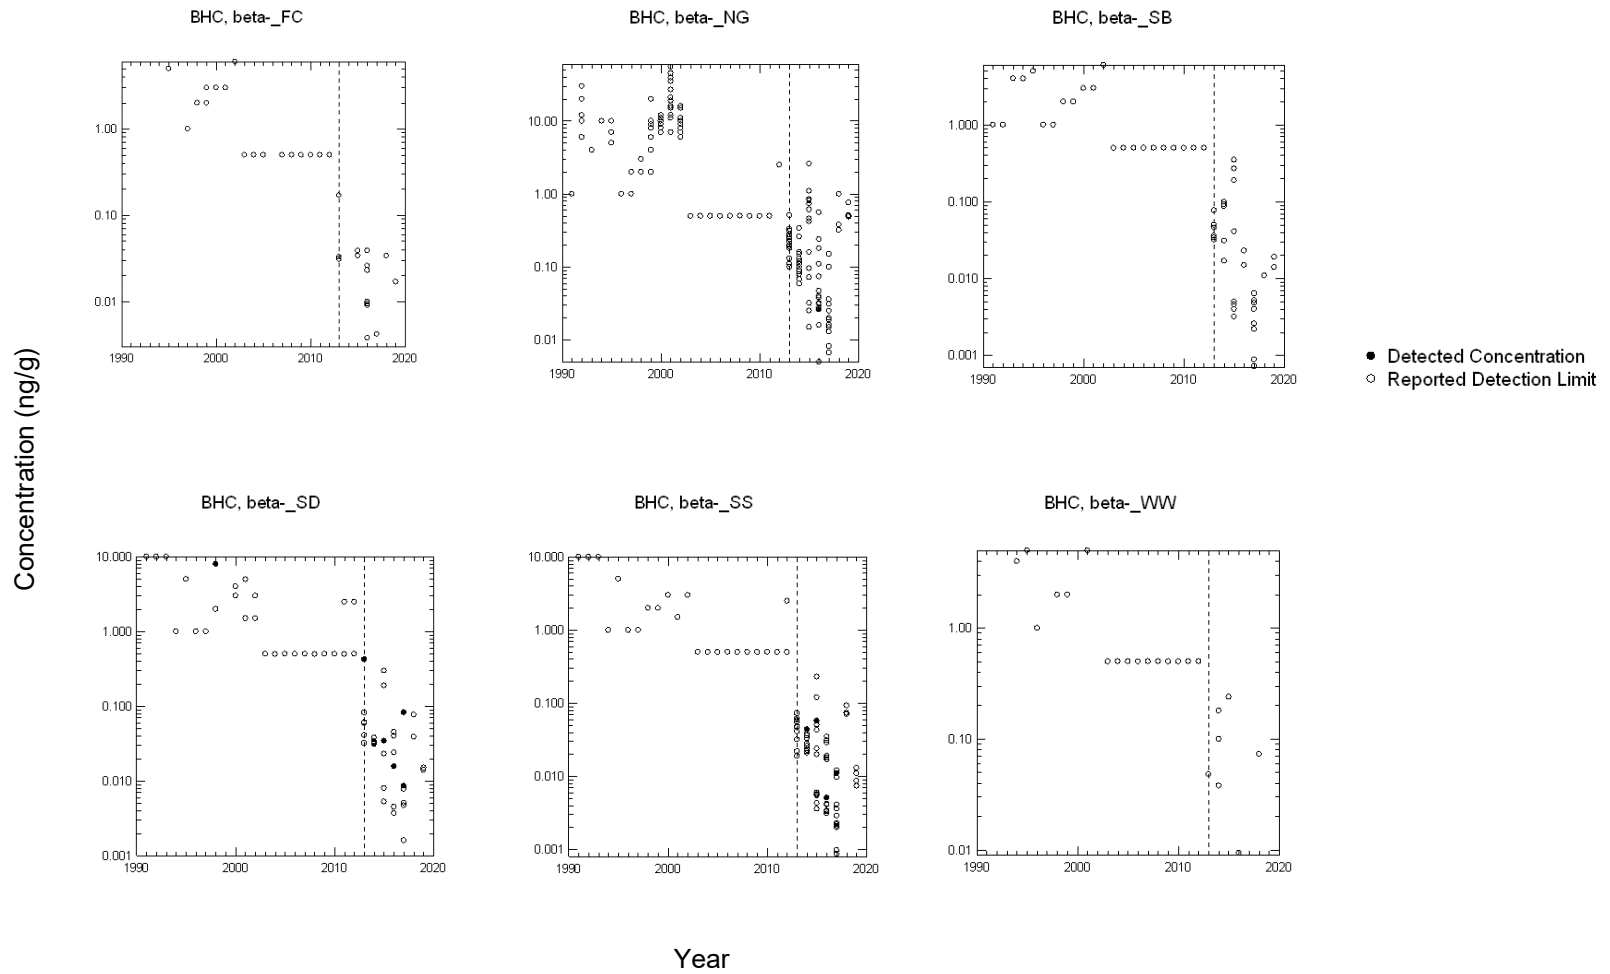 BHC, beta-_FC
1.00
0.10
0.01
1990 2000 2010 2020
BHC, beta-_NG
10.00
1.00
0.10
0.01
1990 2000 2010 2020
BHC, beta-_SB
1.000
0.100
0.010
0.001
1990 2000 2010 2020
Detected Concentration
Reported Detection Limit
Concentration (ng/g)
BHC, beta-_SD
10.000
1.000
0.100
0.010
0.001
1990 2000 2010 2020
BHC, beta-_SS
10.000
1.000
0.100
0.010
0.001
1990 2000 2010 2020
BHC, beta-_WW
1.00
0.10
0.01
1990 2000 2010 2020
Year